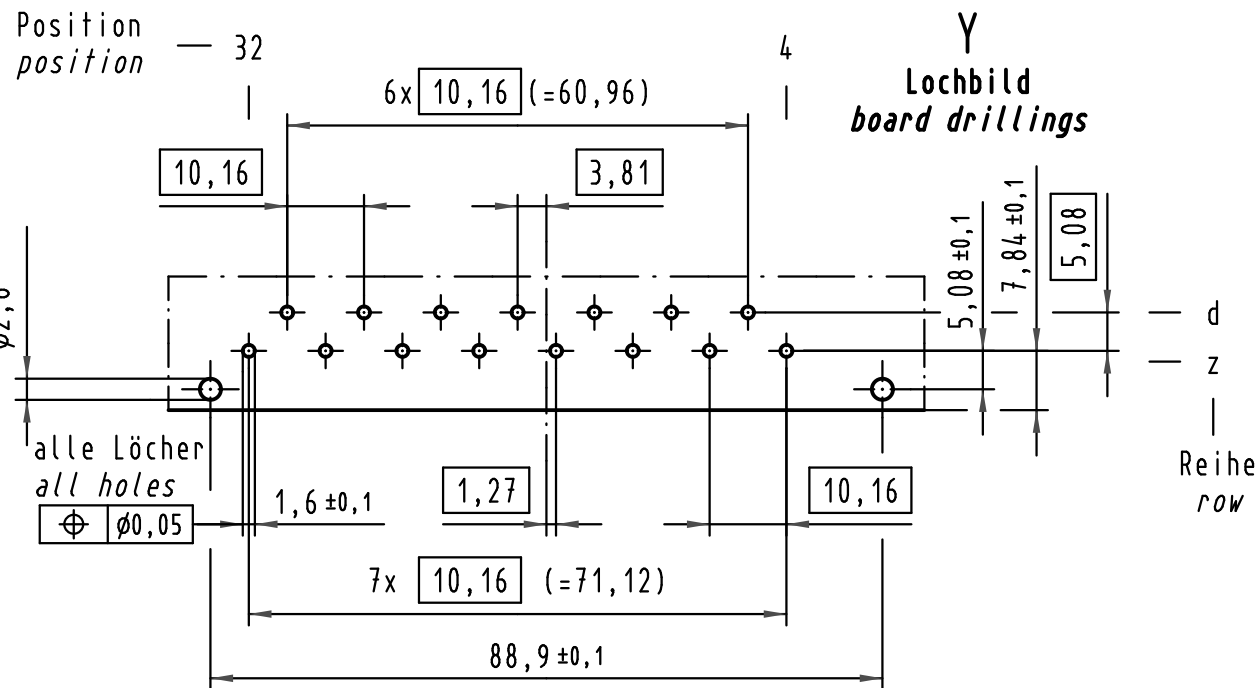 Position
position
32
4
Y
Lochbild
board drillings
6x 10,16 (=60,96)
10,16
3,81
5,08 ±0,1
7,84 ±0,1
5,08
d
z
Reihe
row
alle Löcher
all holes
⌖ ø0,05
1,6 ±0,1
1,27
10,16
7x 10,16 (=71,12)
88,9 ±0,1